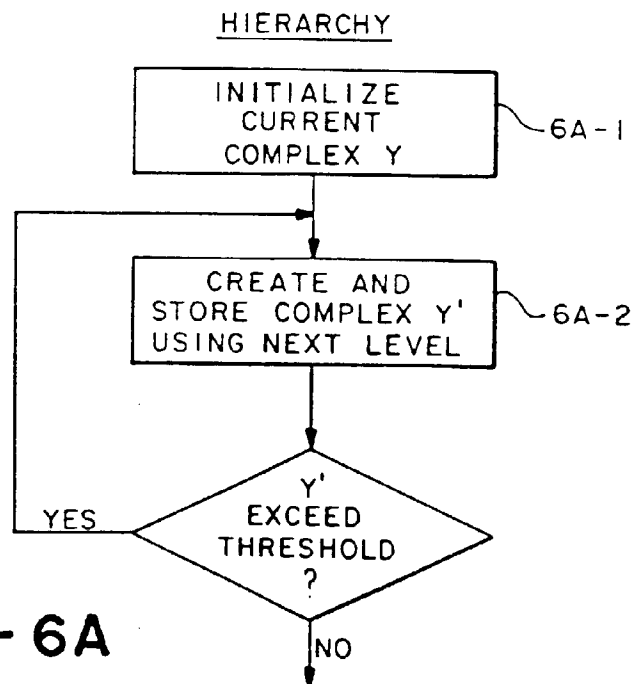 HIERARCHY
INITIALIZE
CURRENT
COMPLEX Y
6A-1
CREATE AND
STORE COMPLEX Y'
USING NEXT LEVEL
6A-2
Y'
EXCEED
THRESHOLD
?
YES
NO
- 6A